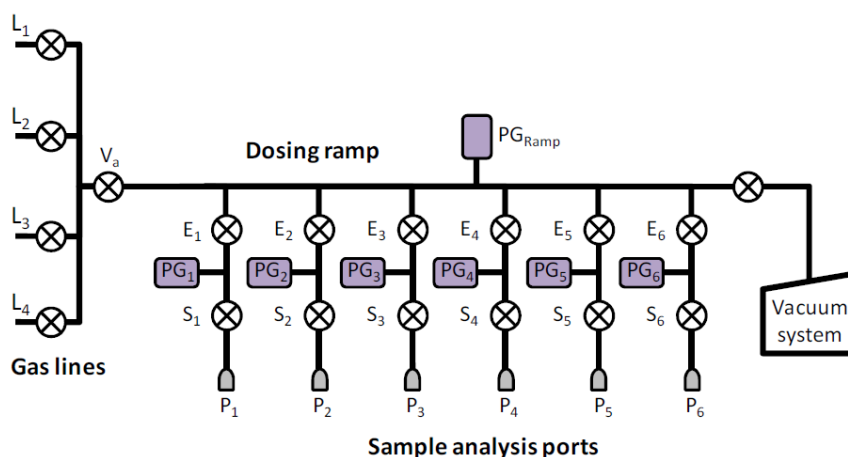 L₁
L₂
Vₐ
L₃
L₄
Gas lines
Dosing ramp
PG_Ramp
E₁ E₂ E₃ E₄ E₅ E₆
PG₁ PG₂ PG₃ PG₄ PG₅ PG₆
S₁ S₂ S₃ S₄ S₅ S₆
P₁ P₂ P₃ P₄ P₅ P₆
Vacuum
system
Sample analysis ports